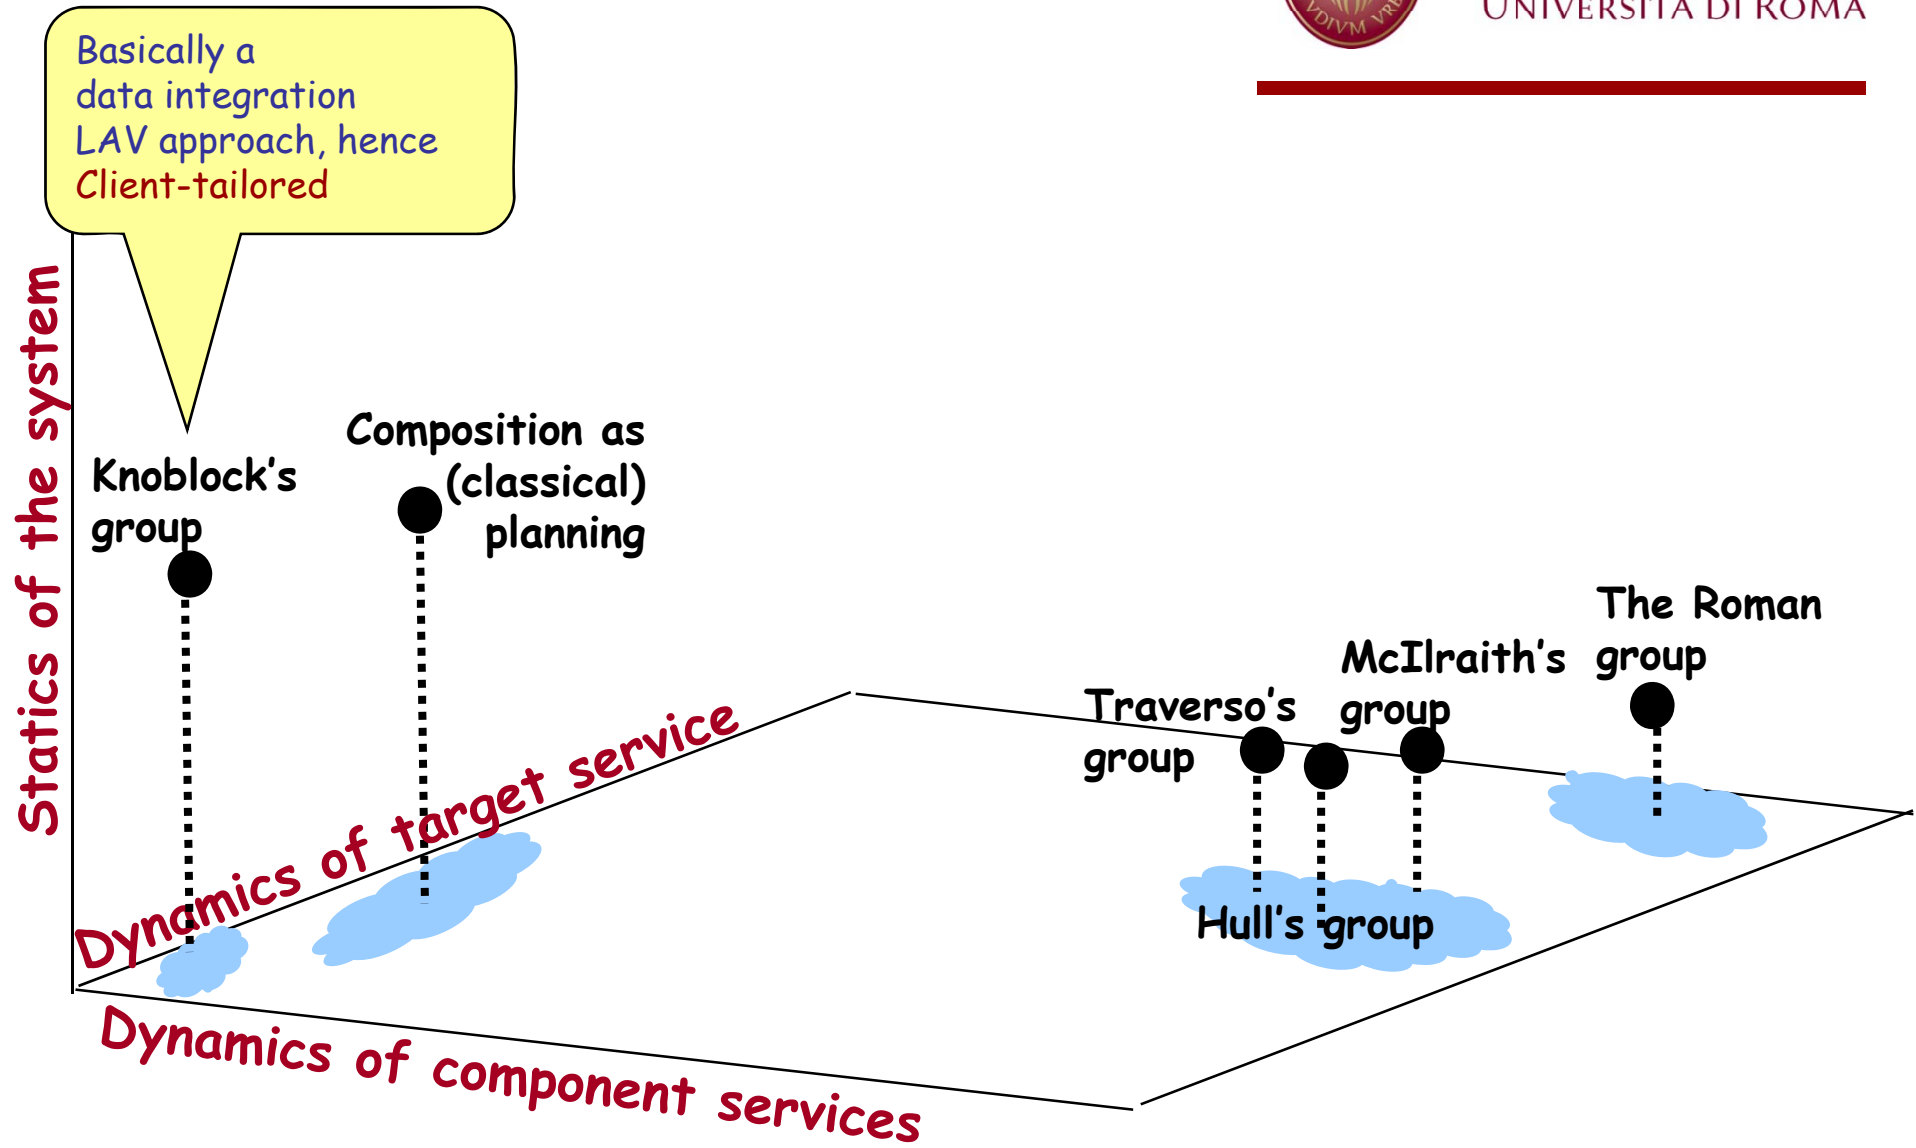 UNIVERSITÀ DI ROMA
Basically a
data integration
LAV approach, hence
Client-tailored
Statics of the system
Knoblock's
group
Composition as
(classical)
planning
The Roman
group
McIlraith's
group
Traverso's
group
Hull's group
Dynamics of target service
Dynamics of component services